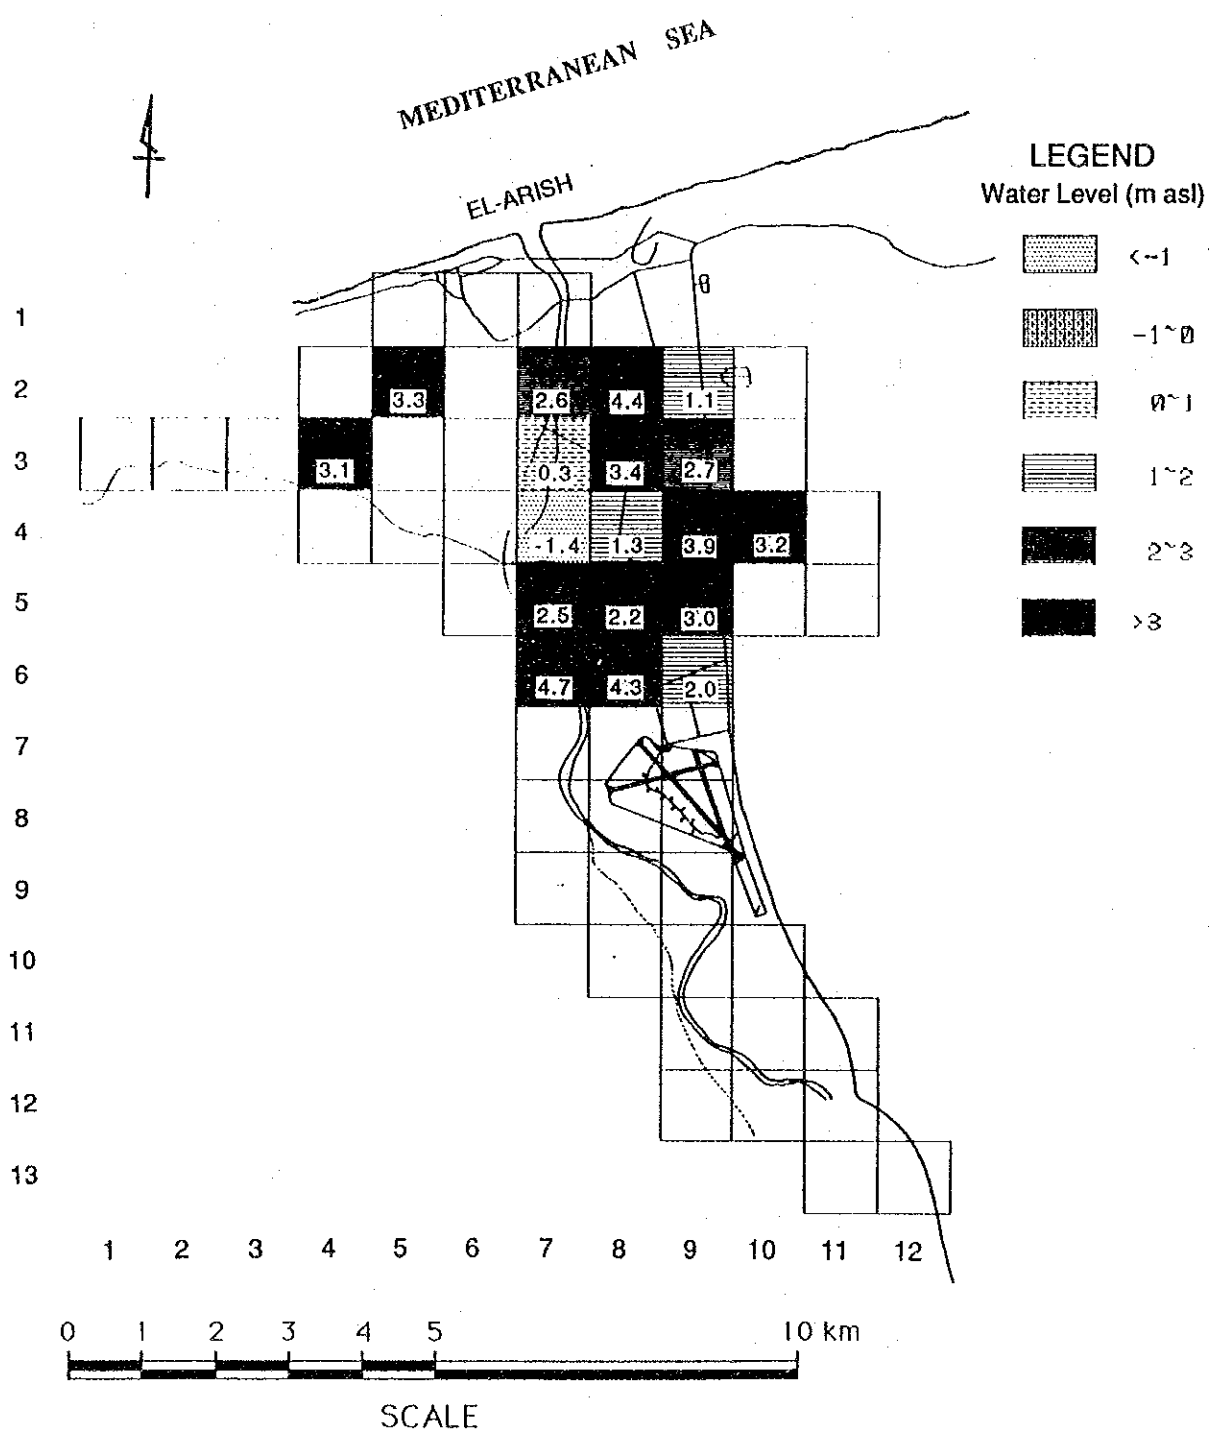 MEDITERRANEAN SEA
EL-ARISH
LEGEND
Water Level (m asl)
<-1
-1~0
0~1
1~2
2~3
>3
1
2 3.3 2.6 4.4 1.1
3 3.1 0.3 3.4 2.7
4 -1.4 1.3 3.9 3.2
5 2.5 2.2 3.0
6 4.7 4.3 2.0
7
8
9
10
11
12
13
1 2 3 4 5 6 7 8 9 10 11 12
0 1 2 3 4 5 10 km
SCALE